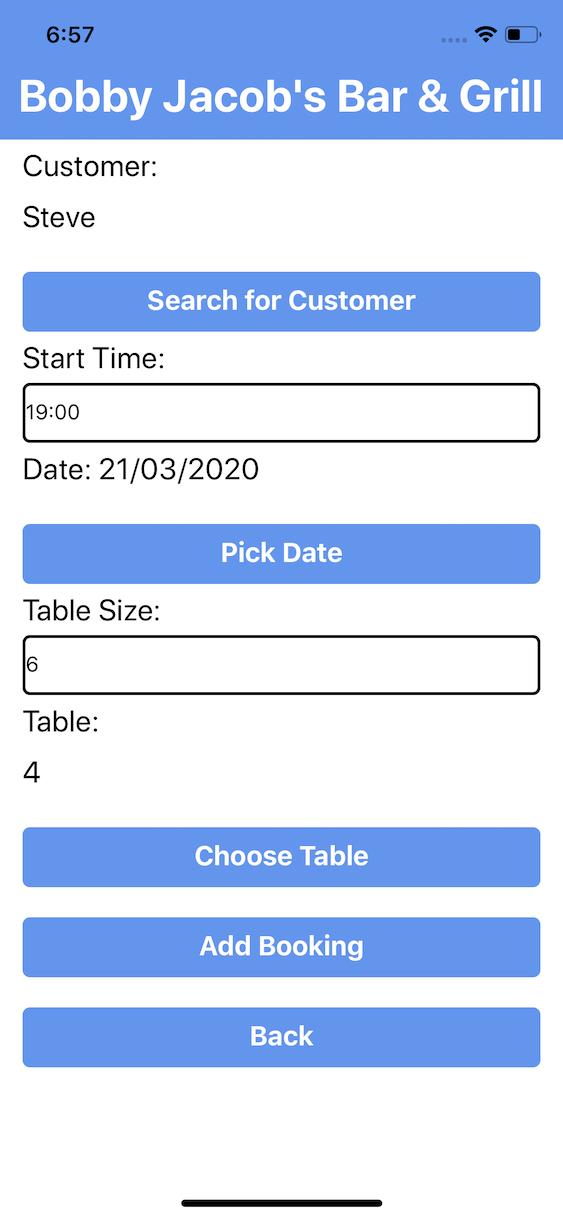 6:57
Bobby Jacob's Bar & Grill
Customer:
Steve
Search for Customer
Start Time:
19:00
Date: 21/03/2020
Pick Date
Table Size:
6
Table:
4
Choose Table
Add Booking
Back